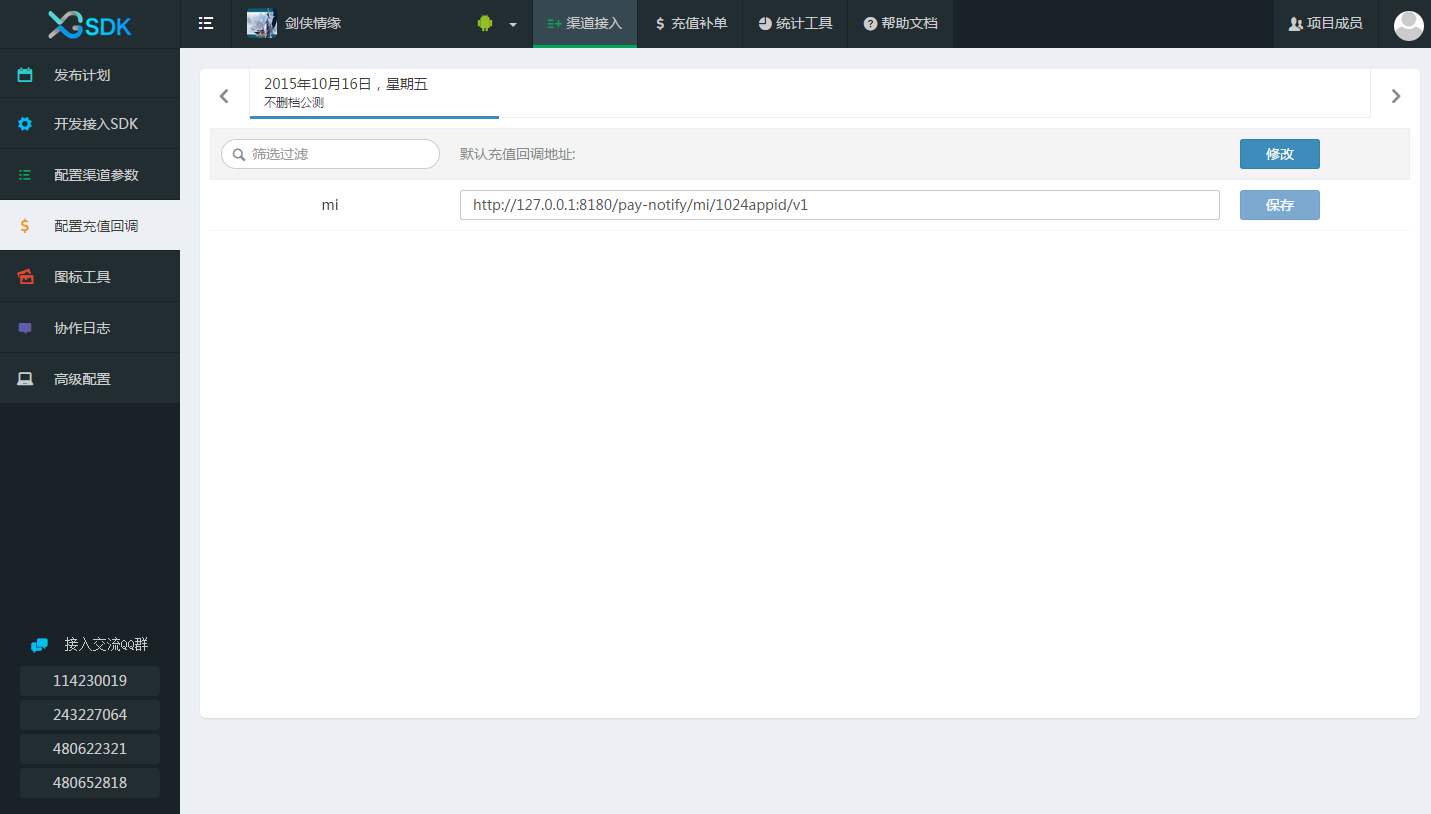 XGSDK
剑侠情缘
渠道接入
充值补单
统计工具
帮助文档
项目成员
发布计划
开发接入SDK
配置渠道参数
配置充值回调
图标工具
协作日志
高级配置
接入交流QQ群
114230019
243227064
480622321
480652818
2015年10月16日，星期五
不删档公测
筛选过滤
默认充值回调地址:
修改
mi
http://127.0.0.1:8180/pay-notify/mi/1024appid/v1
保存